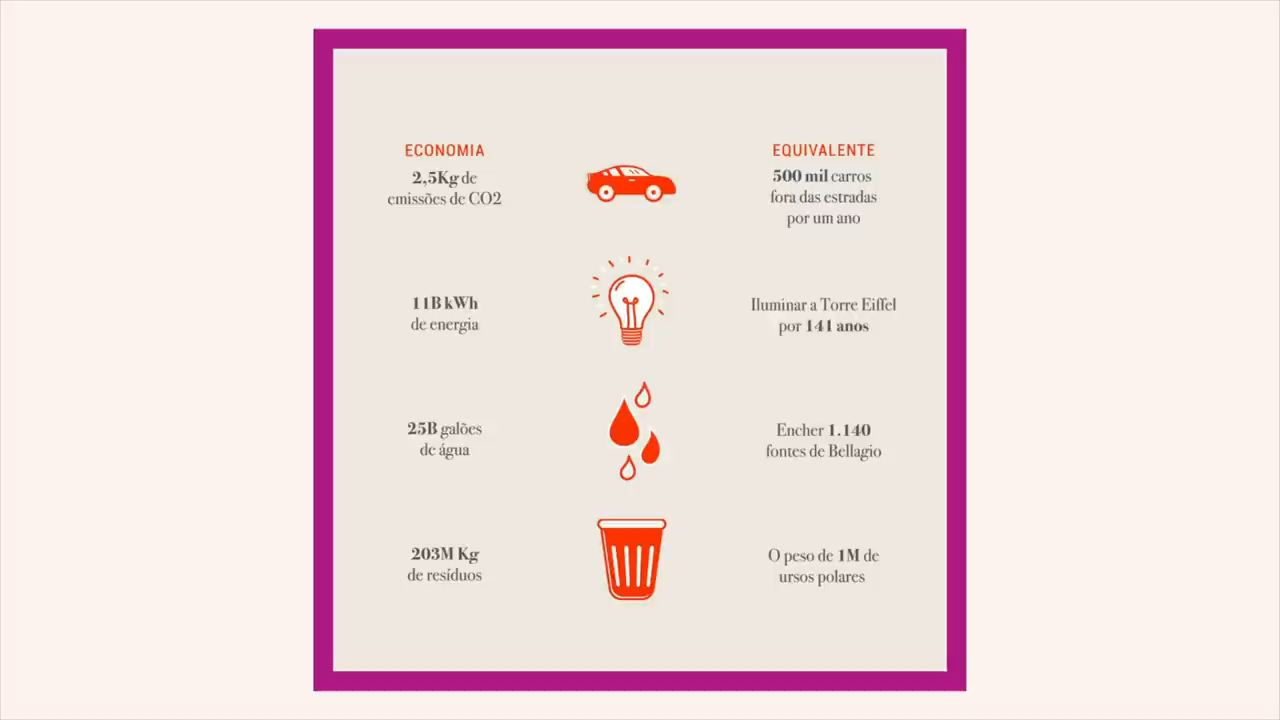 ECONOMIA
2,5Kg de
emissões de CO2
EQUIVALENTE
500 mil carros
fora das estradas
por um ano
11B kWh
de energia
Iluminar a Torre Eiffel
por 141 anos
25B galões
de água
Encher 1.140
fontes de Bellagio
203M Kg
de resíduos
O peso de 1M de
ursos polares